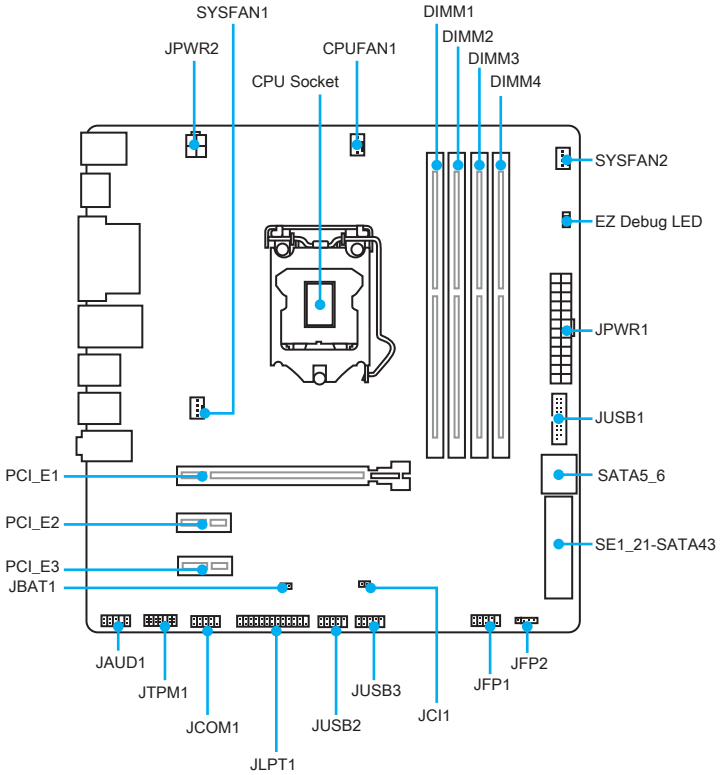 SYSFAN1
DIMM1
DIMM2
JPWR2
CPUFAN1
DIMM3
CPU Socket
DIMM4
SYSFAN2
EZ Debug LED
JPWR1
JUSB1
PCI_E1
SATA5_6
PCI_E2
SE1_21-SATA43
PCI_E3
JBAT1
JAUD1
JFP2
JTPM1
JFP1
JUSB3
JCI1
JCOM1
JUSB2
JLPT1